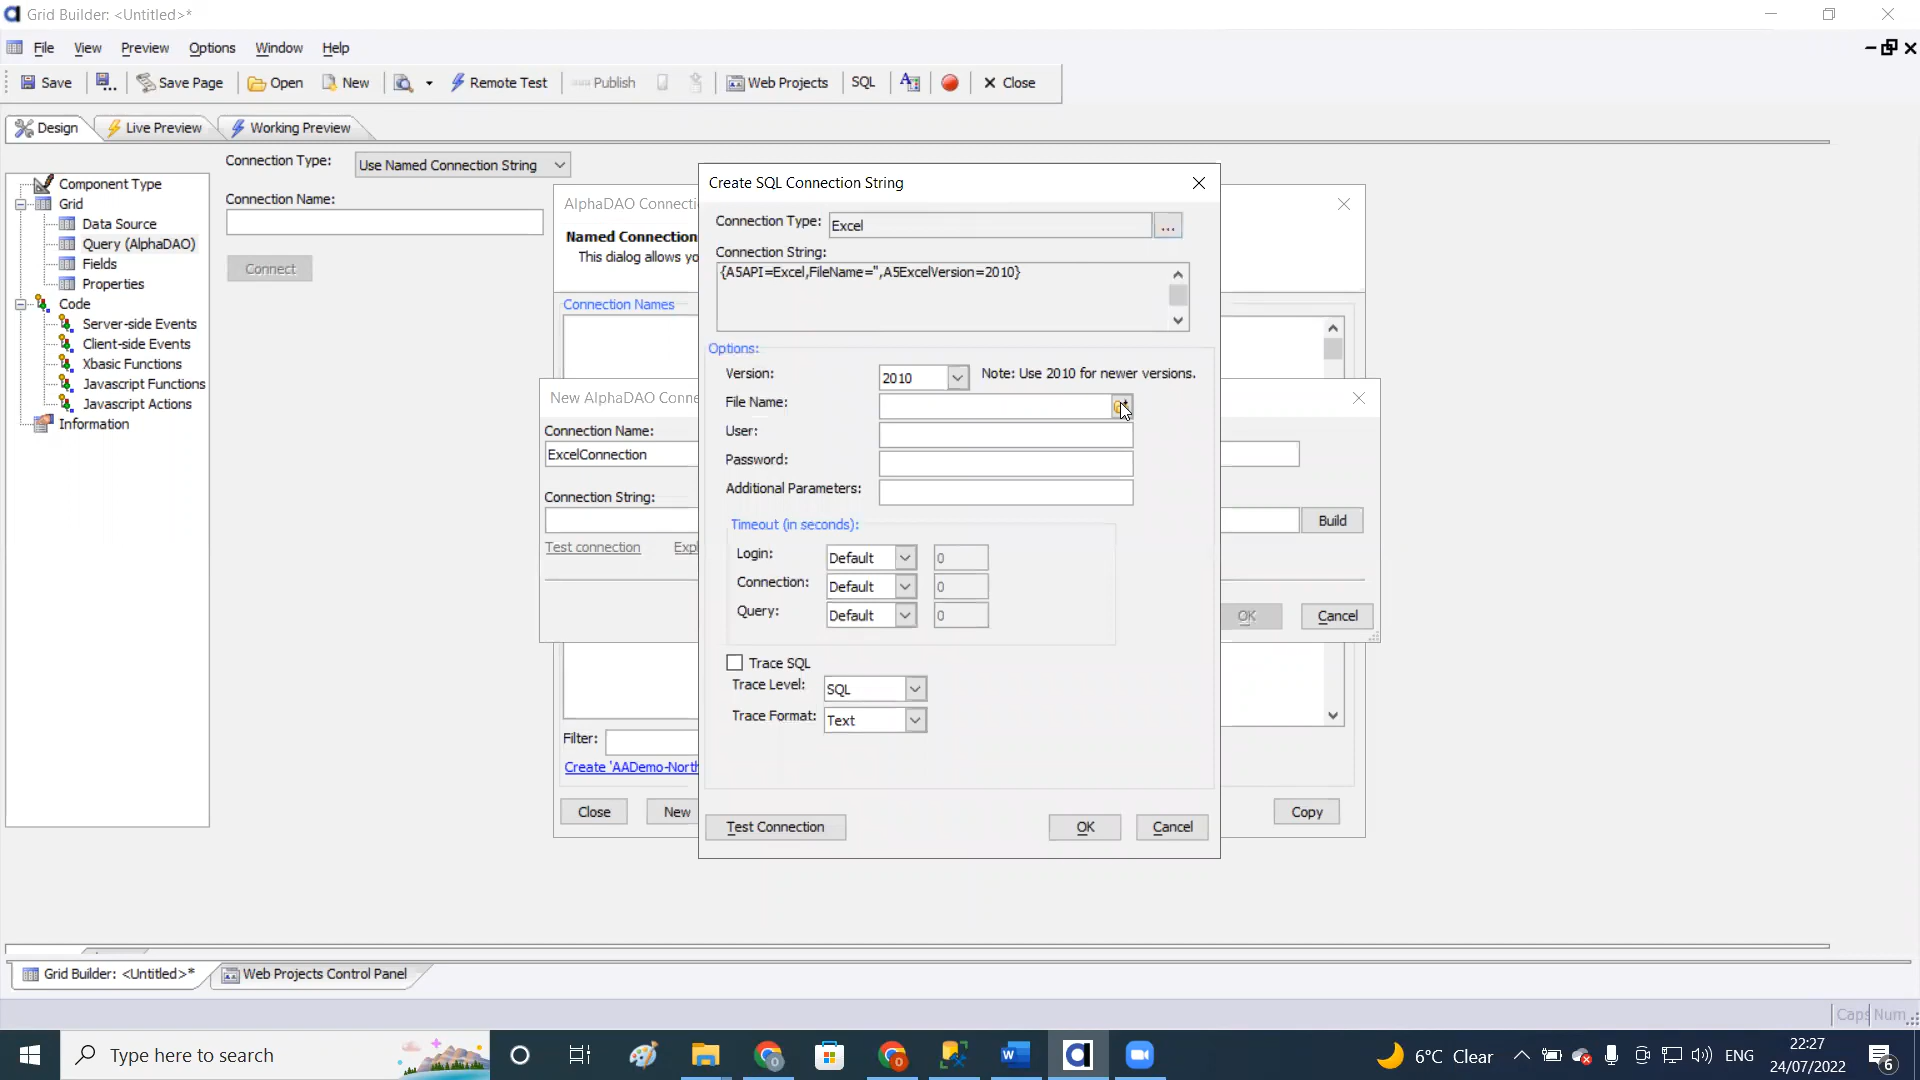 Grid Builder: <Untitled>*
File View Preview Options Window Help
Save Save Page Open New Remote Test Publish Web Projects SQL Close
Design Live Preview Working Preview
Component Type
Grid
Data Source
Query (AlphaDAO)
Fields
Properties
Code
Server-side Events
Client-side Events
Xbasic Functions
Javascript Functions
Javascript Actions
Information
Connection Type: Use Named Connection String
Connection Name:
Connect
AlphaDAO Connecti
Named Connection
This dialog allows yo
Connection Names
New AlphaDAO Conne
Connection Name:
ExcelConnection
Connection String:
Build
Test connection Expl
OK Cancel
Filter:
Create 'AADemo-North
Close New Copy
Create SQL Connection String
Connection Type: Excel ...
Connection String:
{A5API=Excel,FileName='',A5ExcelVersion=2010}
Options:
Version: 2010 Note: Use 2010 for newer versions.
File Name:
User:
Password:
Additional Parameters:
Timeout (in seconds):
Login: Default 0
Connection: Default 0
Query: Default 0
Trace SQL
Trace Level: SQL
Trace Format: Text
Test Connection OK Cancel
Grid Builder: <Untitled>* Web Projects Control Panel
Caps Num
Type here to search
6°C Clear ENG
22:27
24/07/2022
6